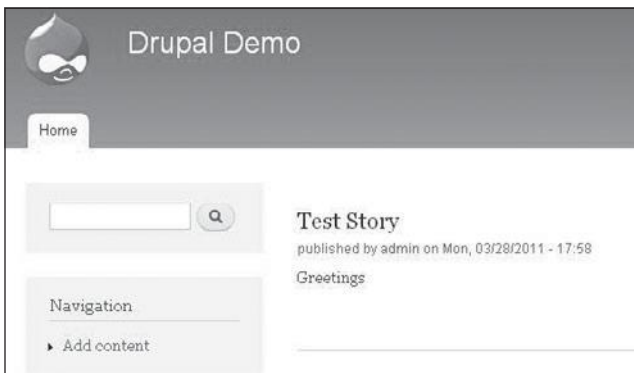 Drupal Demo
Home
Test Story
published by admin on Mon, 03/28/2011 - 17:58
Greetings
Navigation
Add content